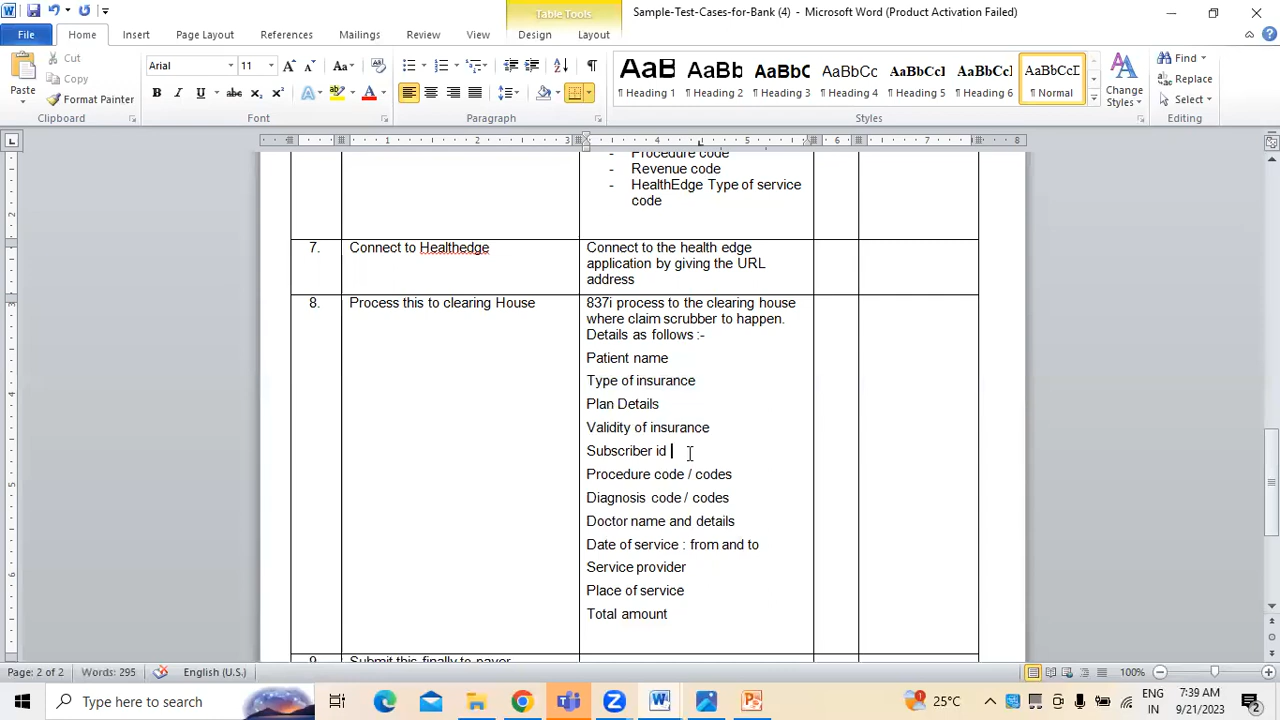 Table Tools
Sample-Test-Cases-for-Bank (4) - Microsoft Word (Product Activation Failed)
File
Home
Insert
Page Layout
References
Mailings
Review
View
Design
Layout
Paste
Cut
Copy
Format Painter
Clipboard
Arial
11
Font
Paragraph
AaB
¶ Heading 1
AaBb
¶ Heading 2
AaBbC
¶ Heading 3
AaBbCc
¶ Heading 4
AaBbCcI
¶ Heading 5
AaBbCcI
¶ Heading 6
AaBbCcI
¶ Normal
Change
Styles
Styles
Find
Replace
Select
Editing
Procedure code
- Revenue code
- HealthEdge Type of service
code
7.
Connect to Healthedge
Connect to the health edge
application by giving the URL
address
8.
Process this to clearing House
837i process to the clearing house
where claim scrubber to happen.
Details as follows :-
Patient name
Type of insurance
Plan Details
Validity of insurance
Subscriber id
Procedure code / codes
Diagnosis code / codes
Doctor name and details
Date of service : from and to
Service provider
Place of service
Total amount
9.
Submit this finally to payer
Page: 2 of 2
Words: 295
English (U.S.)
100%
Type here to search
25°C
ENG
IN
7:39 AM
9/21/2023
2